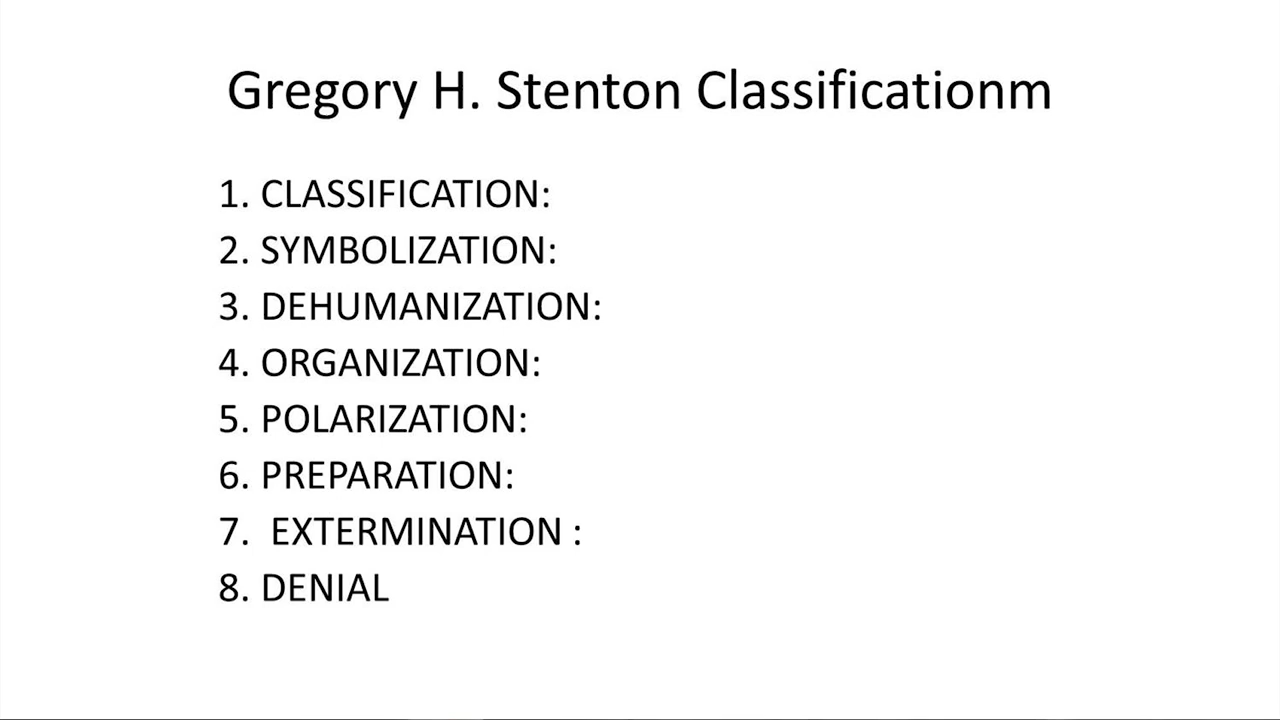 Gregory H. Stenton Classificationm
1. CLASSIFICATION:
2. SYMBOLIZATION:
3. DEHUMANIZATION:
4. ORGANIZATION:
5. POLARIZATION:
6. PREPARATION:
7. EXTERMINATION :
8. DENIAL